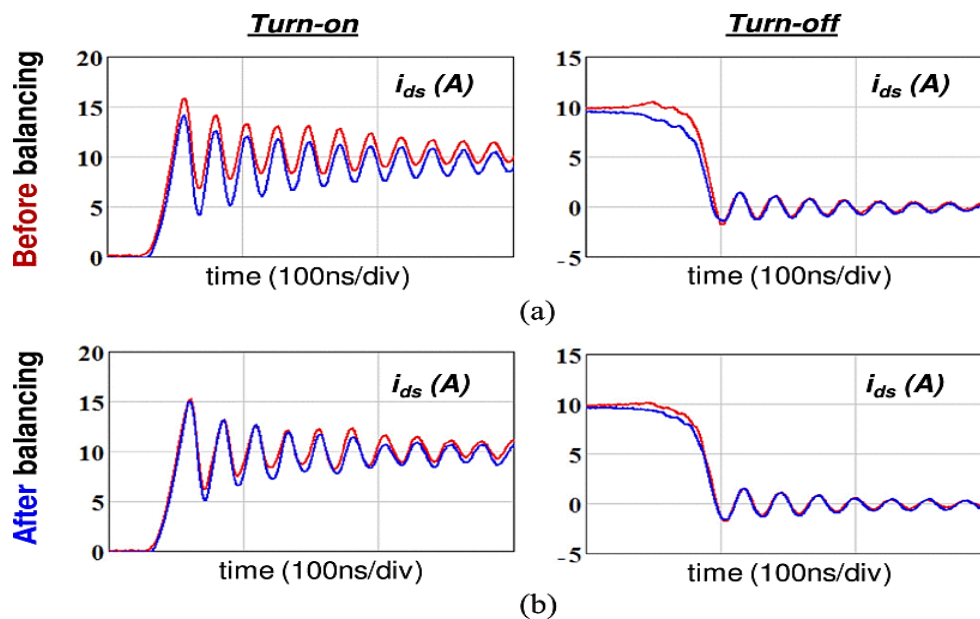 Turn-on
Turn-off
Before balancing
20
15
10
5
0
i_ds (A)
time (100ns/div)
15
10
5
0
-5
i_ds (A)
time (100ns/div)
(a)
After balancing
20
15
10
5
0
i_ds (A)
time (100ns/div)
15
10
5
0
-5
i_ds (A)
time (100ns/div)
(b)